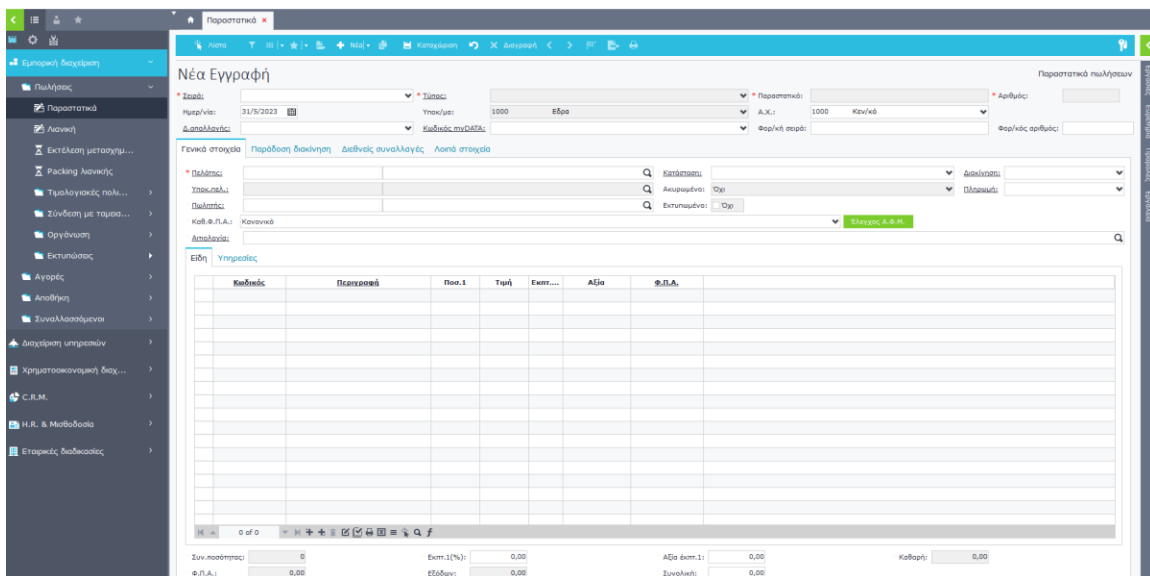 Παραστατικά ×
Λίστα Νέα Καταχώριση Διαγραφή
Εμπορική διαχείριση
Πωλήσεις
Παραστατικά
Λιανική
Εκτέλεση μετασχημ...
Packing λιανικής
Τιμολογιακές πολι...
Σύνδεση με ταμεια...
Οργάνωση
Εκτυπώσεις
Αγορές
Αποθήκη
Συναλλασσόμενοι
Διαχείριση υπηρεσιών
Χρηματοοικονομική διαχ...
C.R.M.
H.R. & Μισθοδοσία
Εταιρικές διαδικασίες
Νέα Εγγραφή Παραστατικά πωλήσεων
* Σειρά: * Τύπος: * Παραστατικό: * Αριθμός:
Ημερ/νία: 31/5/2023 Υποκ/μα: 1000 Εδρα Α.Χ.: 1000 Κεν/κό
Δ.απαλλαγής: Κωδικός myDATA: Φορ/κή σειρά: Φορ/κός αριθμός:
Γενικά στοιχεία Παράδοση διακίνηση Διεθνείς συναλλαγές Λοιπά στοιχεία
* Πελάτης: Κατάσταση: Διακίνηση:
Υποκ.πελ.: Ακυρωμένο: Όχι Πληρωμή:
Πωλητής: Εκτυπωμένο: Όχι
Καθ.Φ.Π.Α.: Κανονικό Έλεγχος Α.Φ.Μ.
Αιτιολογία:
Είδη Υπηρεσίες
Κωδικός Περιγραφή Ποσ.1 Τιμή Εκπτ.... Αξία Φ.Π.Α.
0 of 0
Συν.ποσότητας: 0 Εκπτ.1(%): 0,00 Αξία έκπτ.1: 0,00 Καθαρή: 0,00
Φ.Π.Α.: 0,00 Εξόδων: 0,00 Συνολική: 0,00